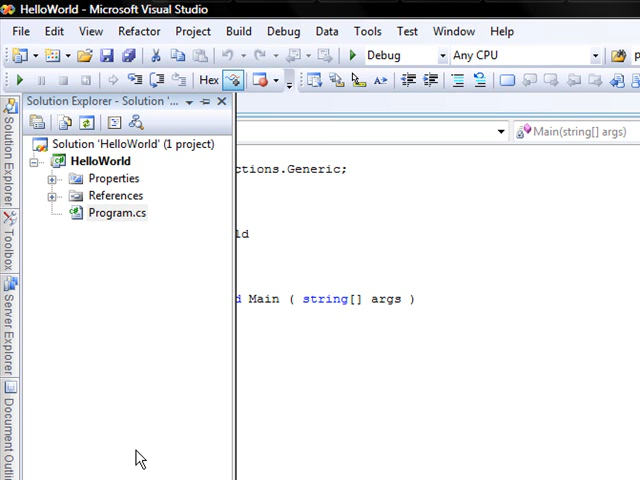 HelloWorld - Microsoft Visual Studio
File Edit View Refactor Project Build Debug Data Tools Test Window Help
Debug Any CPU
Hex
Solution Explorer - Solution '...
Main(string[] args)
Solution 'HelloWorld' (1 project)
HelloWorld
Properties
References
Program.cs
ctions.Generic;
ld
d Main ( string[] args )
Solution Explorer
Toolbox
Server Explorer
Document Outlin